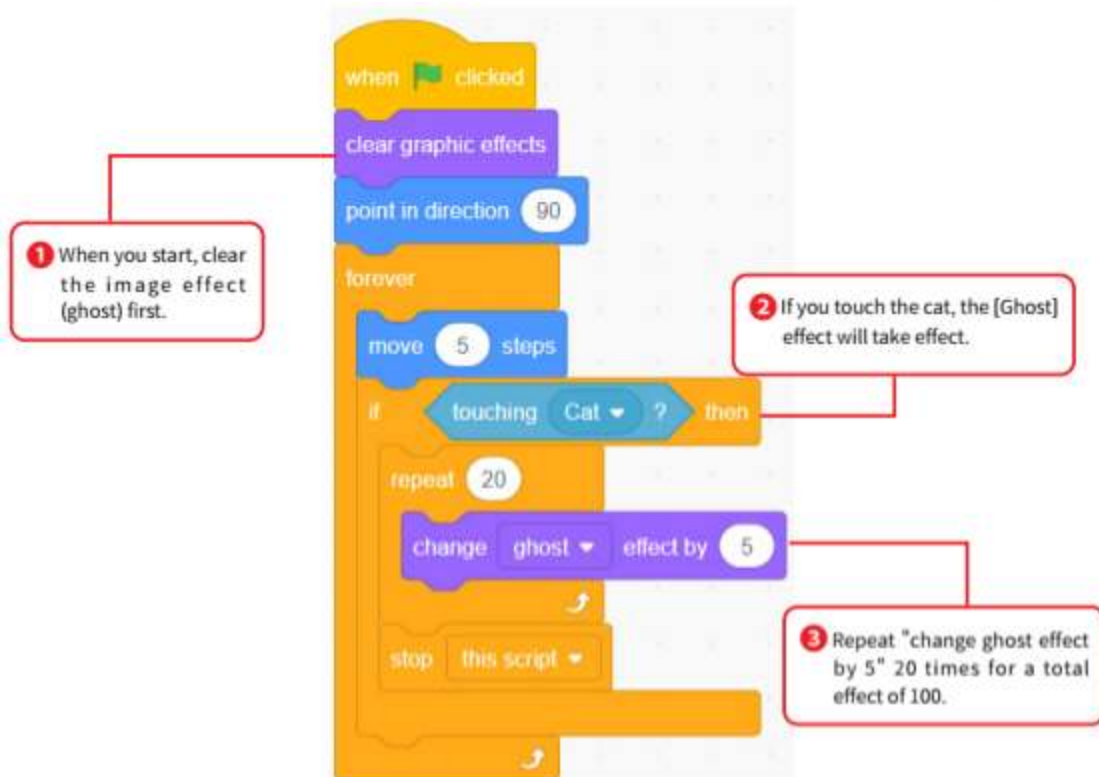 when clicked
clear graphic effects
point in direction 90
1 When you start, clear
the image effect
(ghost) first.
forever
move 5 steps
2 If you touch the cat, the [Ghost]
effect will take effect.
if touching Cat ? then
repeat 20
change ghost effect by 5
3 Repeat "change ghost effect
by 5" 20 times for a total
effect of 100.
stop this script